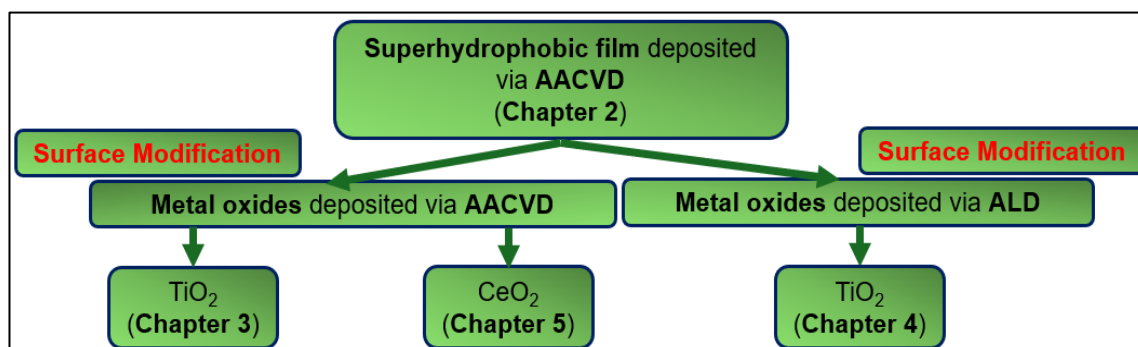 Superhydrophobic film deposited
via AACVD
(Chapter 2)
Surface Modification
Surface Modification
Metal oxides deposited via AACVD
Metal oxides deposited via ALD
TiO₂
(Chapter 3)
CeO₂
(Chapter 5)
TiO₂
(Chapter 4)